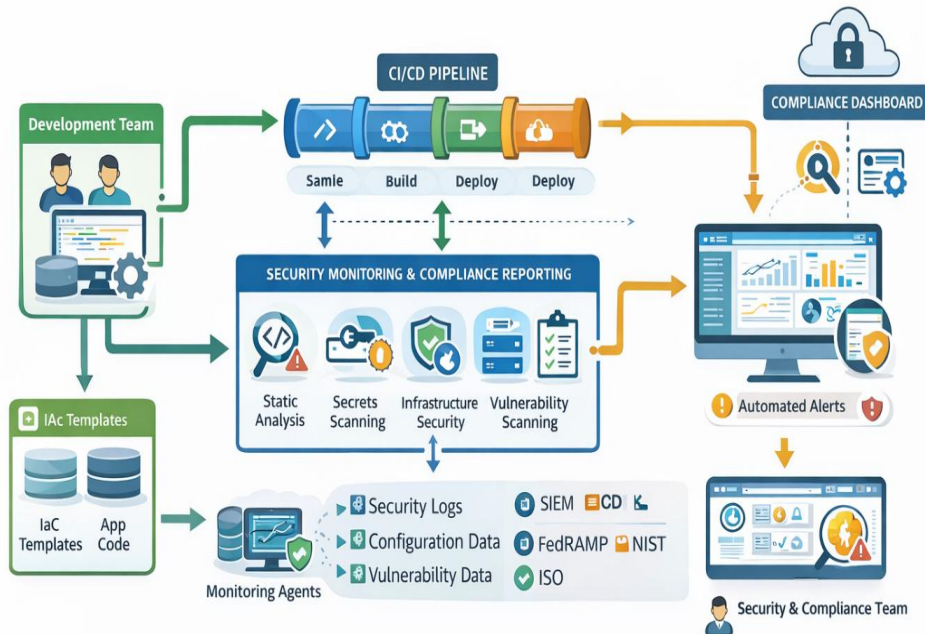 CI/CD PIPELINE
COMPLIANCE DASHBOARD
Development Team
Samle
Build
Deploy
Deploy
SECURITY MONITORING & COMPLIANCE REPORTING
Static
Analysis
Secrets
Scanning
Infrastructure
Security
Vulnerability
Scanning
Automated Alerts
IAc Templates
IaC
Templates
App
Code
Monitoring Agents
Security Logs
Configuration Data
Vulnerability Data
SIEM
CD
FedRAMP
NIST
ISO
Security & Compliance Team